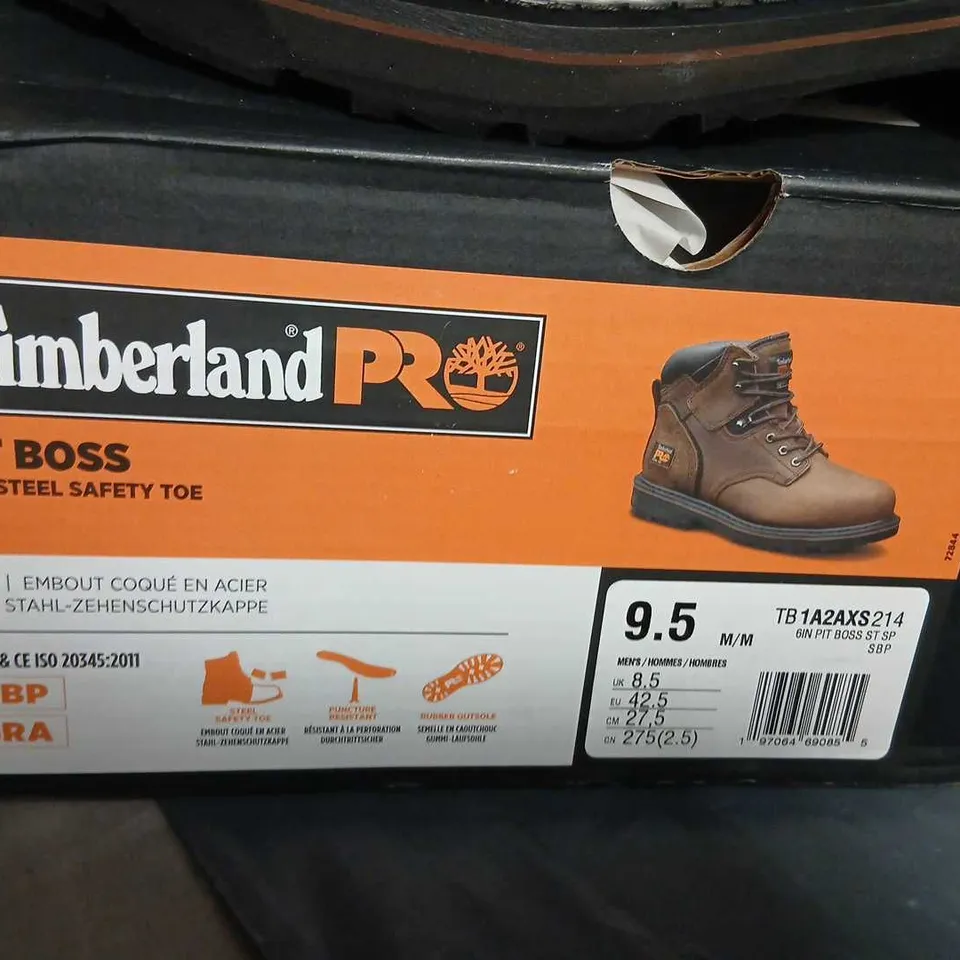 Timberland® PRO®
T BOSS
STEEL SAFETY TOE
72844
| EMBOUT COQUÉ EN ACIER
STAHL-ZEHENSCHUTZKAPPE
& CE ISO 20345:2011
BP
RA
STEEL
SAFETY TOE
EMBOUT COQUÉ EN ACIER
STAHL-ZEHENSCHUTZKAPPE
PUNCTURE
RESISTANT
RÉSISTANT À LA PERFORATION
DURCHTRITTSICHER
RUBBER OUTSOLE
SEMELLE EN CAOUTCHOUC
GUMMI-LAUFSOHLE
9.5 M/M
TB 1A2AXS 214
6IN PIT BOSS ST SP
SBP
MEN'S / HOMMES / HOMBRES
UK 8.5
EU 42.5
CM 27,5
CN 275(2.5)
1 97064 69085 5